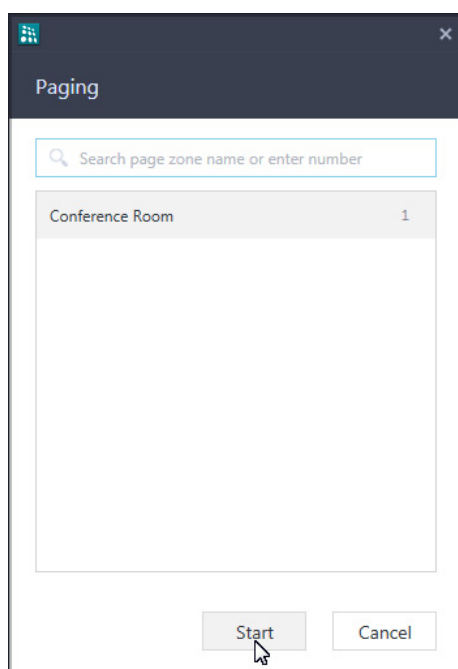 Paging
Search page zone name or enter number
Conference Room 1
Start Cancel